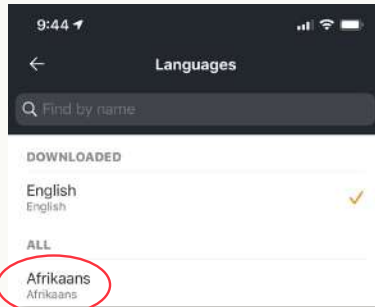 9:44
Languages
Find by name
DOWNLOADED
English
English
ALL
Afrikaans
Afrikaans